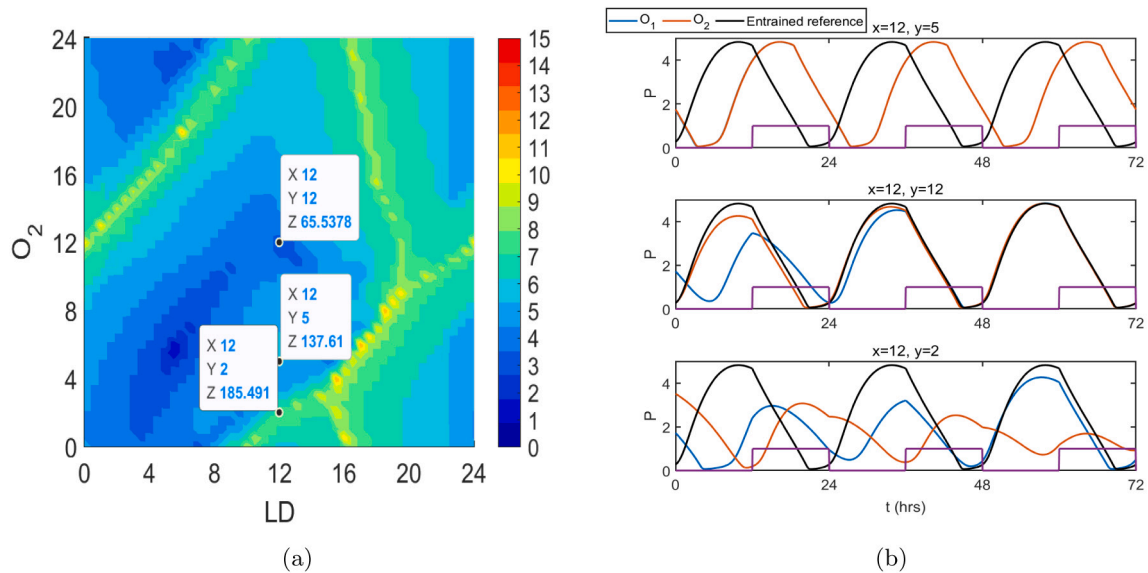 O1 O2 Entrained reference
x=12, y=5
24
20
16
12
8
4
0
O2
0 4 8 12 16 20 24
LD
15
14
13
12
11
10
9
8
7
6
5
4
3
2
1
0
X 12
Y 12
Z 65.5378
X 12
Y 5
Z 137.61
X 12
Y 2
Z 185.491
(a)
P
4
2
0
0 24 48 72
x=12, y=12
P
4
2
0
0 24 48 72
x=12, y=2
P
4
2
0
0 24 48 72
t (hrs)
(b)